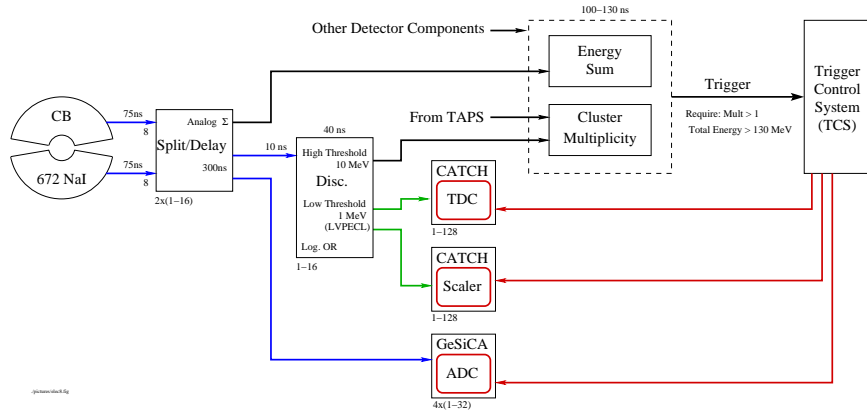 100–130 ns
Other Detector Components
Energy
Sum
Trigger
Control
System
(TCS)
Trigger
Require: Mult > 1
Total Energy > 130 MeV
From TAPS
Cluster
Multiplicity
CB
672 NaI
75ns
8
75ns
8
Analog Σ
Split/Delay
300ns
2x(1–16)
10 ns
40 ns
High Threshold
10 MeV
Disc.
Low Threshold
1 MeV
(LVPECL)
Log. OR
1–16
CATCH
TDC
1–128
CATCH
Scaler
1–128
GeSiCA
ADC
4x(1–32)